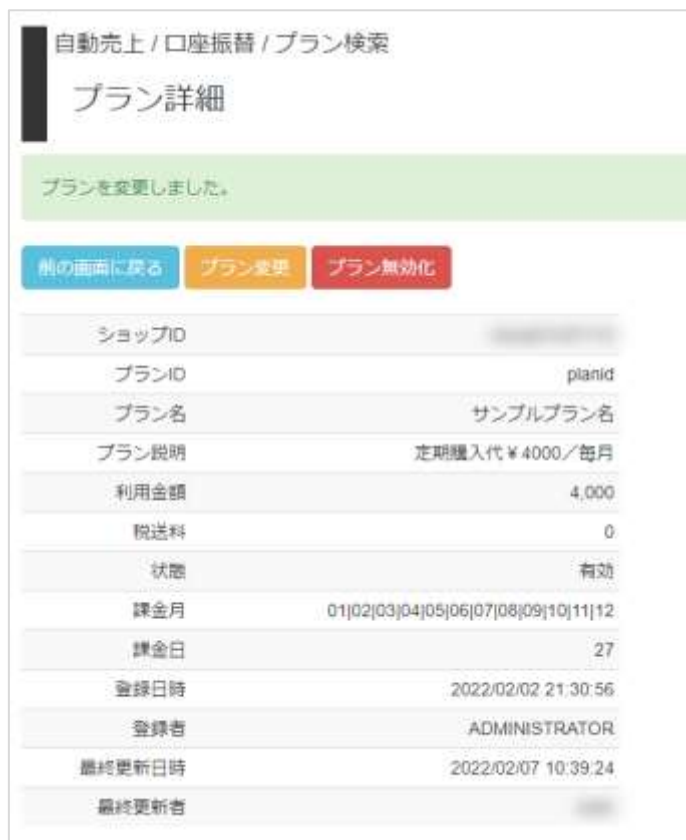 自動売上 / 口座振替 / プラン検索
プラン詳細
プランを変更しました。
前の画面に戻る プラン変更 プラン無効化
ショップID
プランID planid
プラン名 サンプルプラン名
プラン説明 定期購入代¥4000／毎月
利用金額 4,000
税送料 0
状態 有効
課金月 01|02|03|04|05|06|07|08|09|10|11|12
課金日 27
登録日時 2022/02/02 21:30:56
登録者 ADMINISTRATOR
最終更新日時 2022/02/07 10:39:24
最終更新者